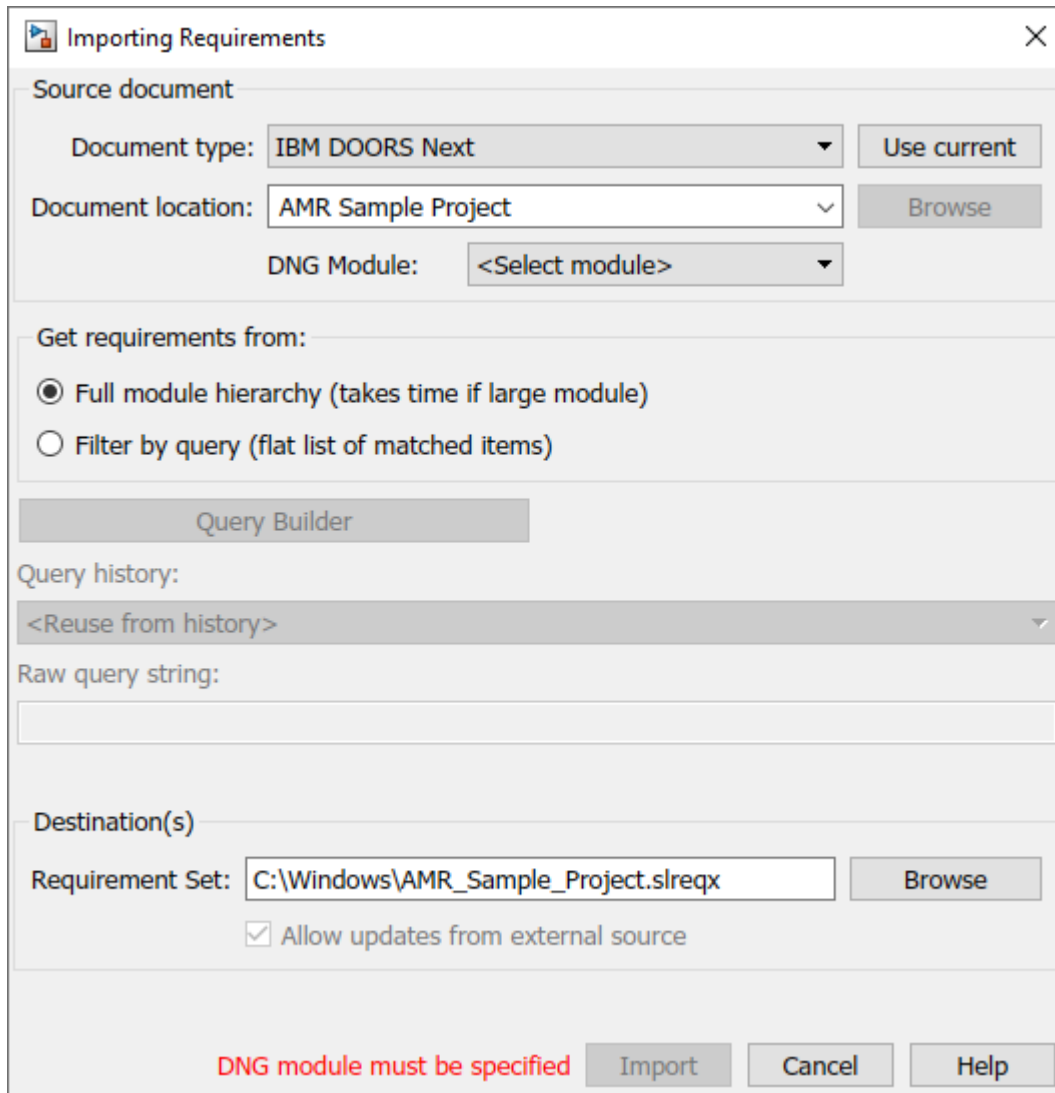 Importing Requirements
Source document
Document type: IBM DOORS Next Use current
Document location: AMR Sample Project Browse
DNG Module: <Select module>
Get requirements from:
Full module hierarchy (takes time if large module)
Filter by query (flat list of matched items)
Query Builder
Query history:
<Reuse from history>
Raw query string:
Destination(s)
Requirement Set: C:\Windows\AMR_Sample_Project.slreqx Browse
Allow updates from external source
DNG module must be specified Import Cancel Help